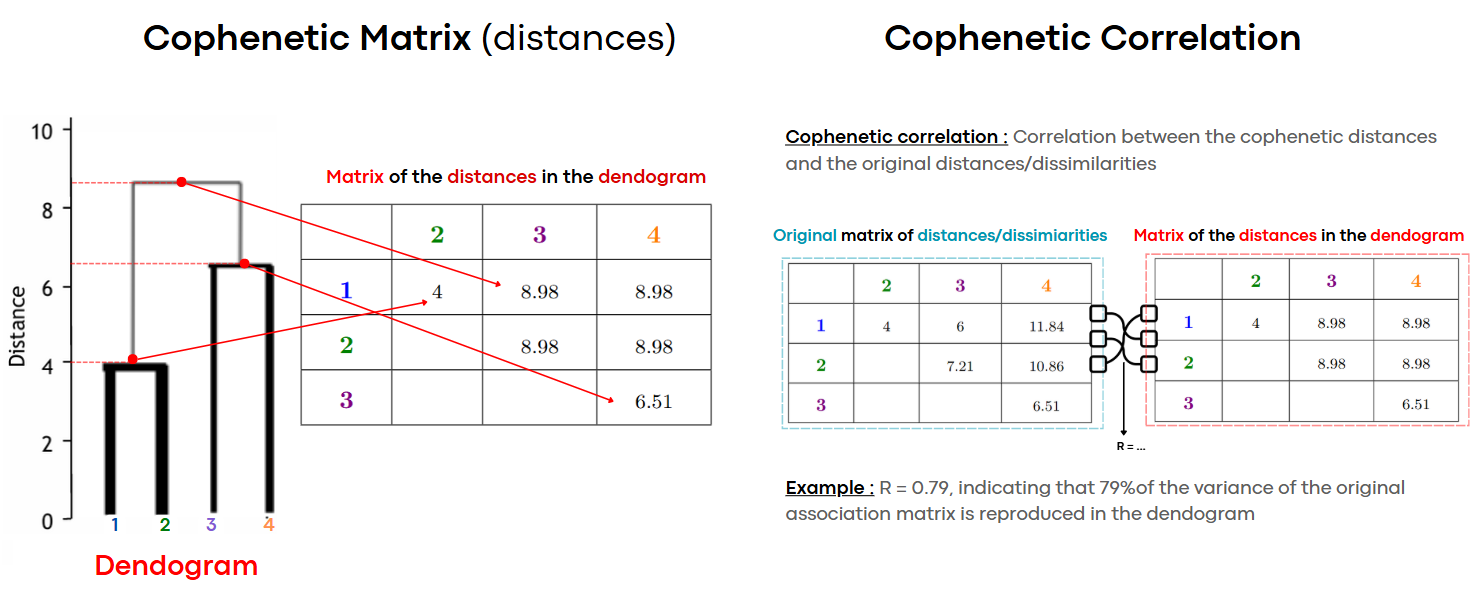 Cophenetic Matrix (distances)
Cophenetic Correlation
10
8
6
4
2
0
Distance
1 2 3 4
Dendogram
Matrix of the distances in the dendogram
2 3 4
1 4 8.98 8.98
2 8.98 8.98
3 6.51
Cophenetic correlation : Correlation between the cophenetic distances
and the original distances/dissimilarities
Original matrix of distances/dissimiarities
2 3 4
1 4 6 11.84
2 7.21 10.86
3 6.51
Matrix of the distances in the dendogram
2 3 4
1 4 8.98 8.98
2 8.98 8.98
3 6.51
R = ...
Example : R = 0.79, indicating that 79%of the variance of the original
association matrix is reproduced in the dendogram